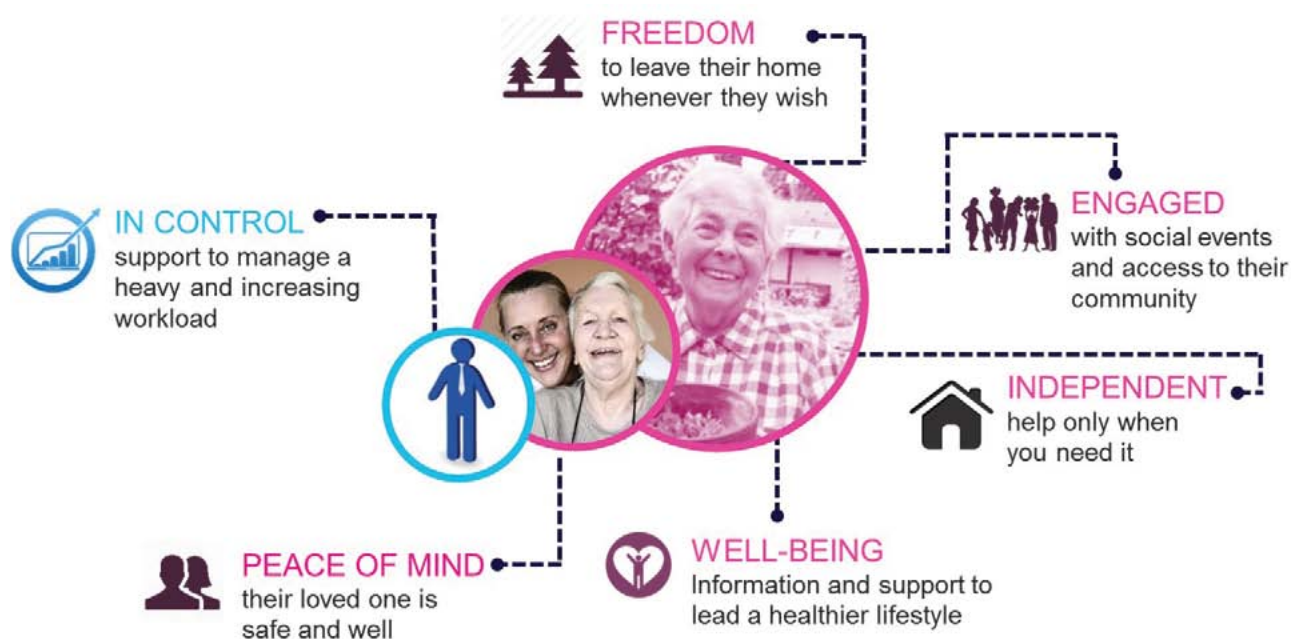 FREEDOM
to leave their home
whenever they wish
IN CONTROL
support to manage a
heavy and increasing
workload
ENGAGED
with social events
and access to their
community
INDEPENDENT
help only when
you need it
PEACE OF MIND
their loved one is
safe and well
WELL-BEING
Information and support to
lead a healthier lifestyle